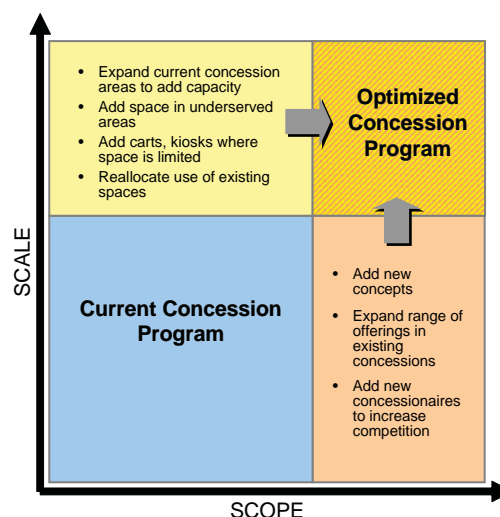 • Expand current concession
areas to add capacity
• Add space in underserved
areas
• Add carts, kiosks where
space is limited
• Reallocate use of existing
spaces
Optimized
Concession
Program
SCALE
Current Concession
Program
• Add new
concepts
• Expand range of
offerings in
existing
concessions
• Add new
concessionaires
to increase
competition
SCOPE